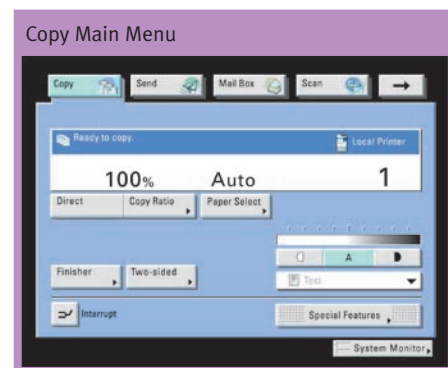 Copy Main Menu
Copy Send Mail Box Scan
Ready to copy. Local Printer
100% Auto 1
Direct Copy Ratio Paper Select
A
Finisher Two-sided
Text
Interrupt Special Features
System Monitor